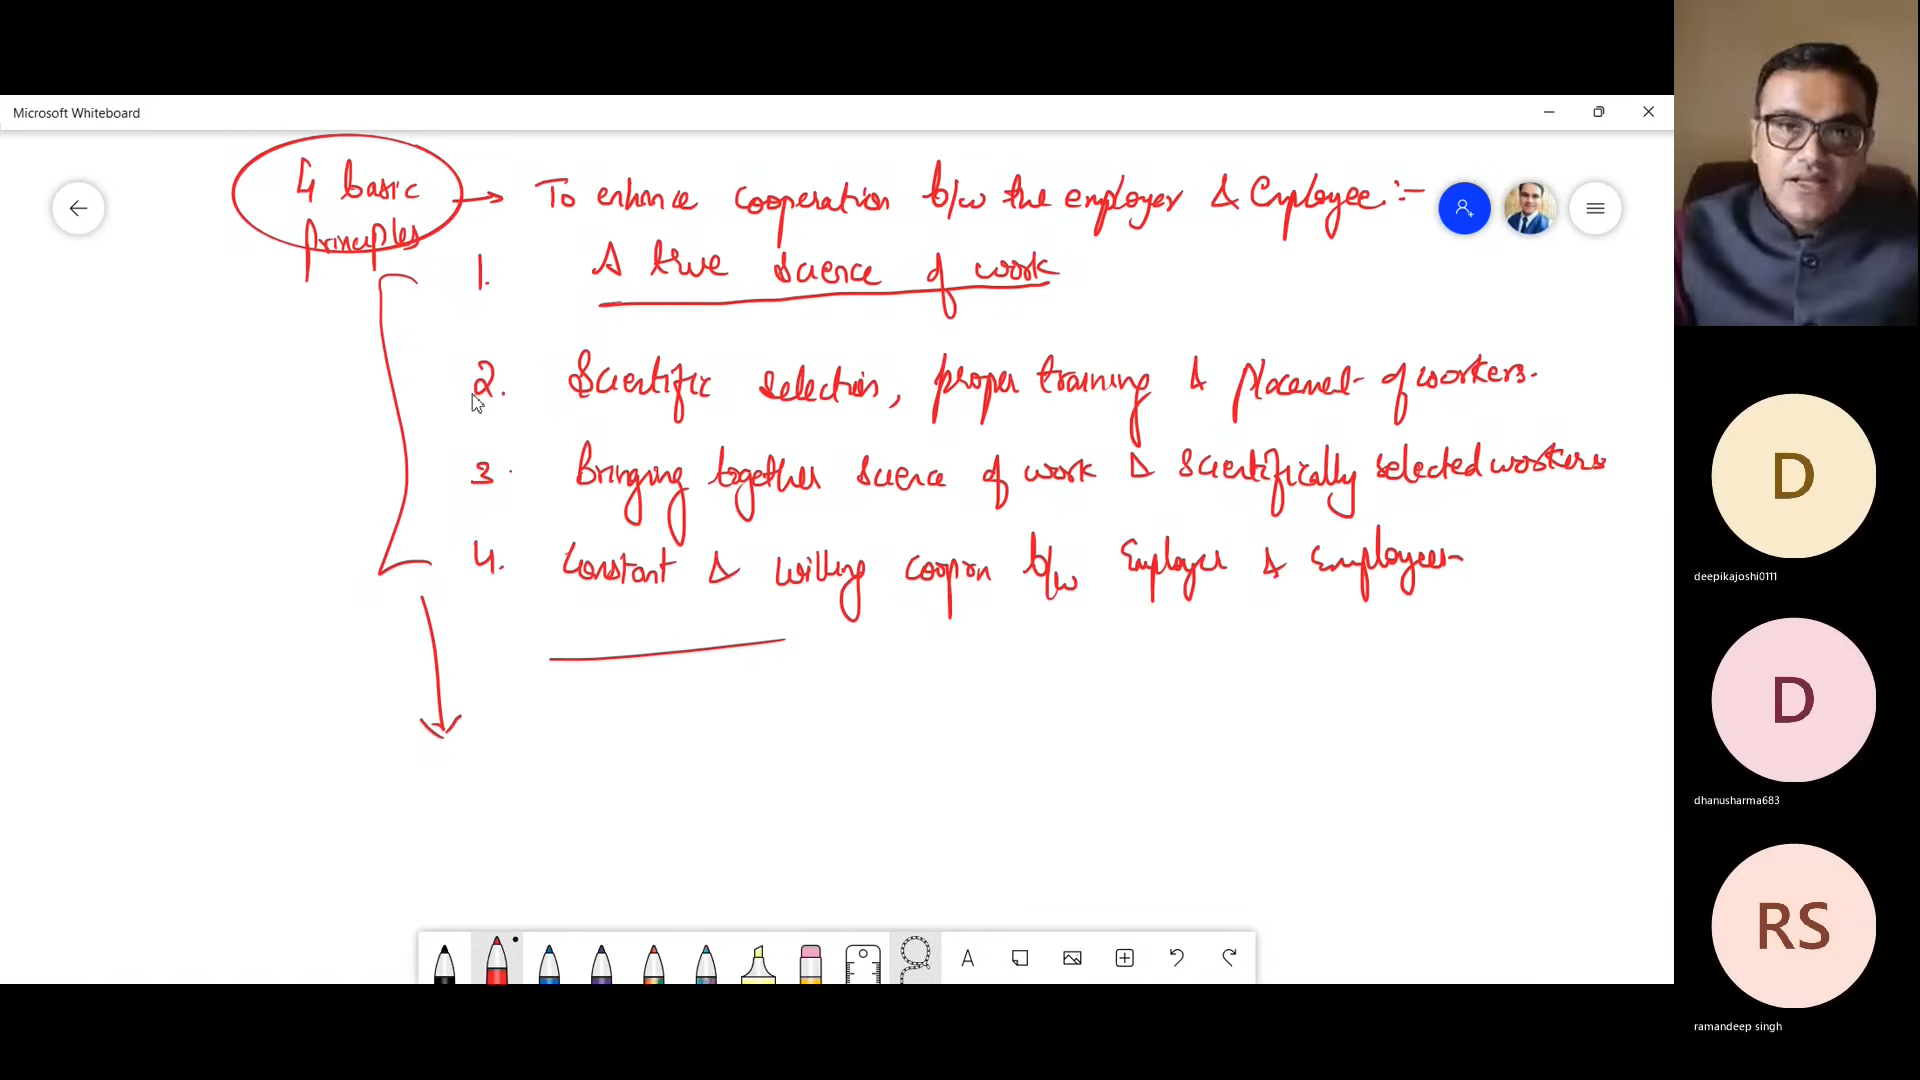 Microsoft Whiteboard
4 basic
principles
To enhance cooperation b/w the employer & Employee :-
1. A true science of work
2. Scientific selection, proper training & placement of workers.
3. Bringing together science of work & scientifically selected workers
4. Constant & willing coopon b/w Employer & Employees
A
D
deepikajoshi0111
D
dhanusharma683
RS
ramandeep singh